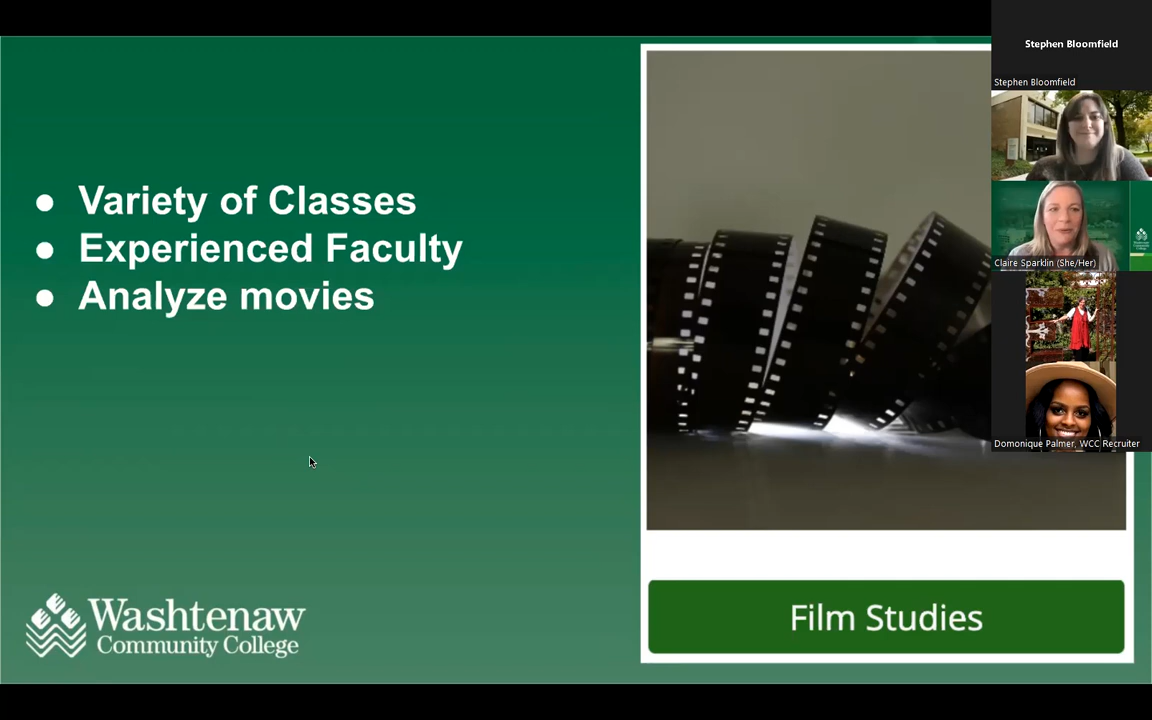 Variety of Classes
Experienced Faculty
Analyze movies
Washtenaw
Community College
Film Studies
Stephen Bloomfield
Stephen Bloomfield
Claire Sparklin (She/Her)
Domonique Palmer, WCC Recruiter